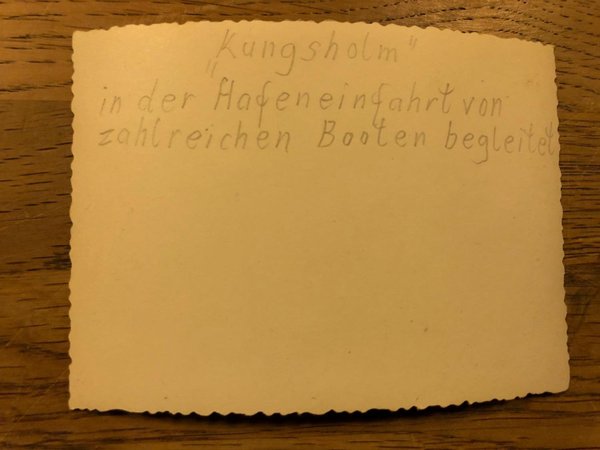 „Kungsholm“
in der Hafeneinfahrt von
zahlreichen Booten begleitet